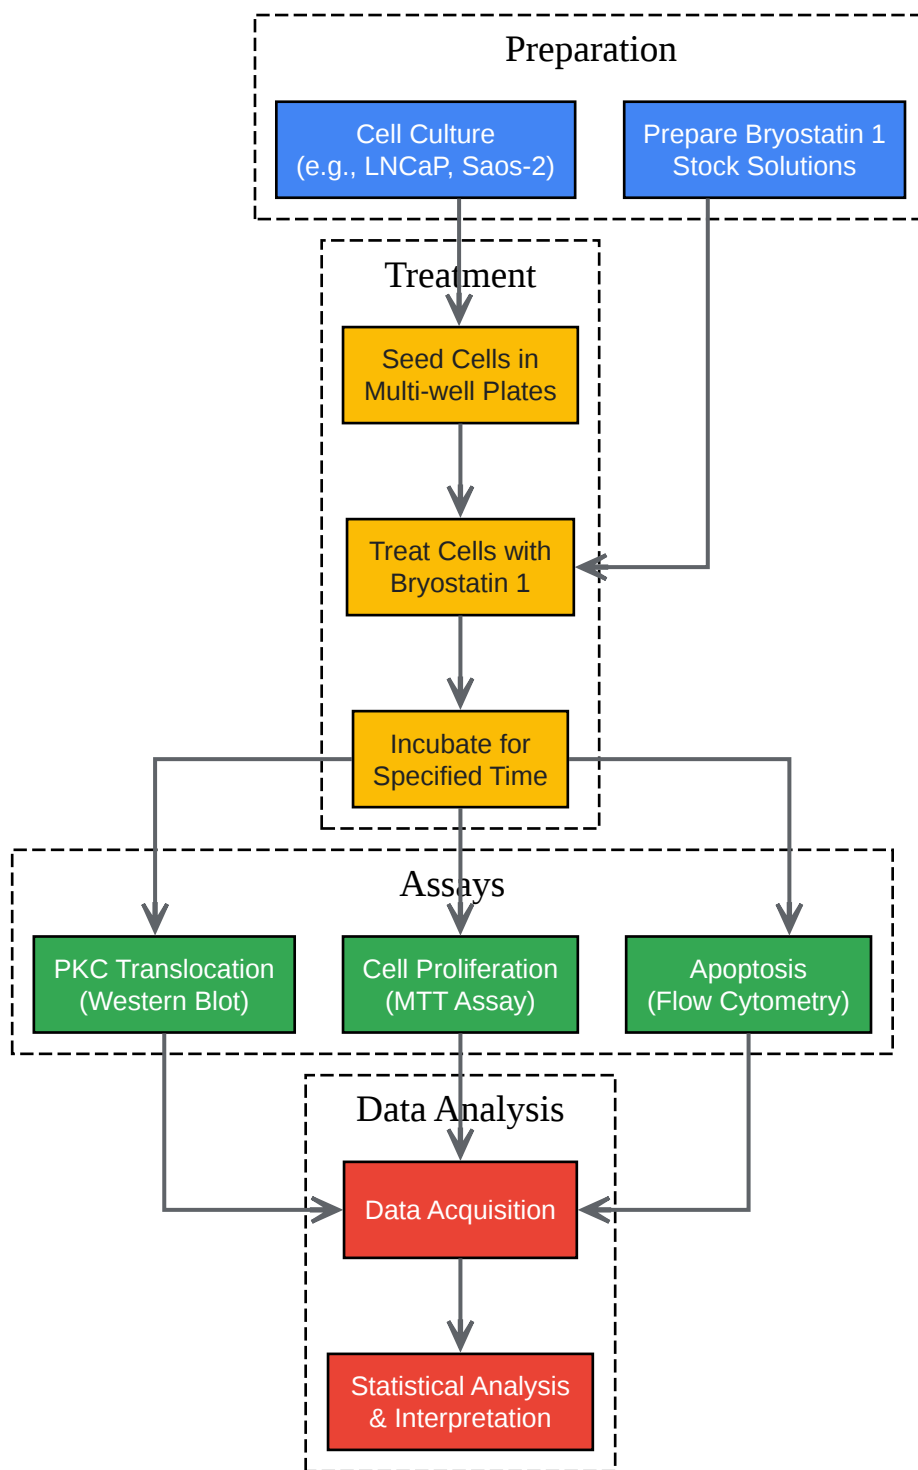 Preparation
Cell Culture
(e.g., LNCaP, Saos-2)
Prepare Bryostatin 1
Stock Solutions
Treatment
Seed Cells in
Multi-well Plates
Treat Cells with
Bryostatin 1
Incubate for
Specified Time
Assays
PKC Translocation
(Western Blot)
Cell Proliferation
(MTT Assay)
Apoptosis
(Flow Cytometry)
Data Analysis
Data Acquisition
Statistical Analysis
& Interpretation